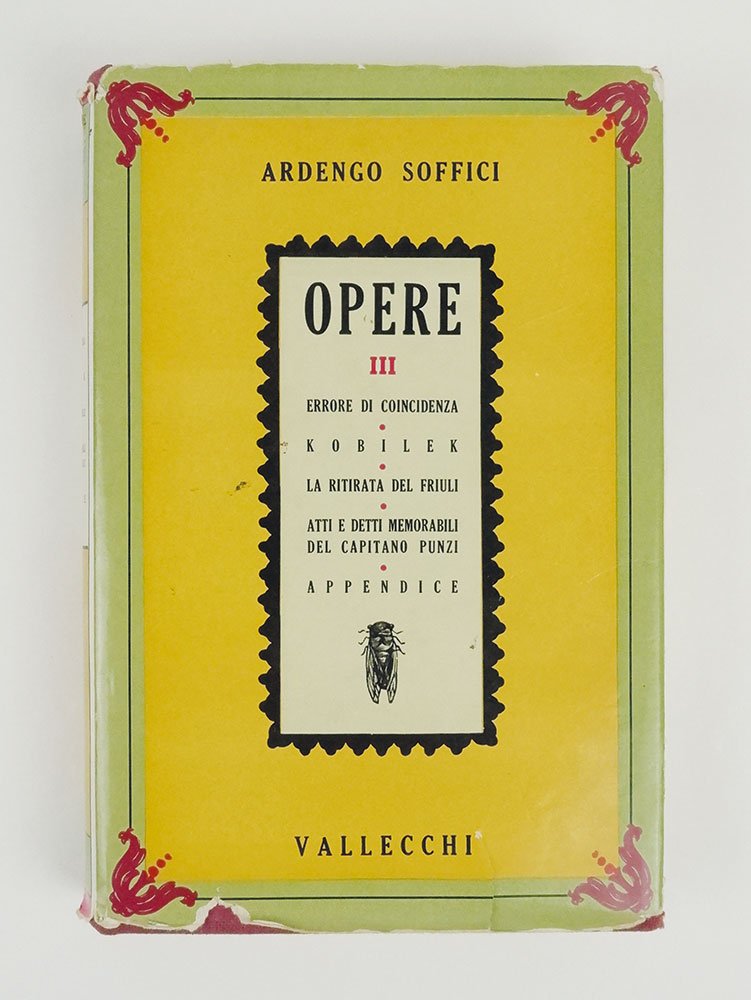 ARDENGO SOFFICI
OPERE
III
ERRORE DI COINCIDENZA
KOBILEK
LA RITIRATA DEL FRIULI
ATTI E DETTI MEMORABILI
DEL CAPITANO PUNZI
APPENDICE
VALLECCHI